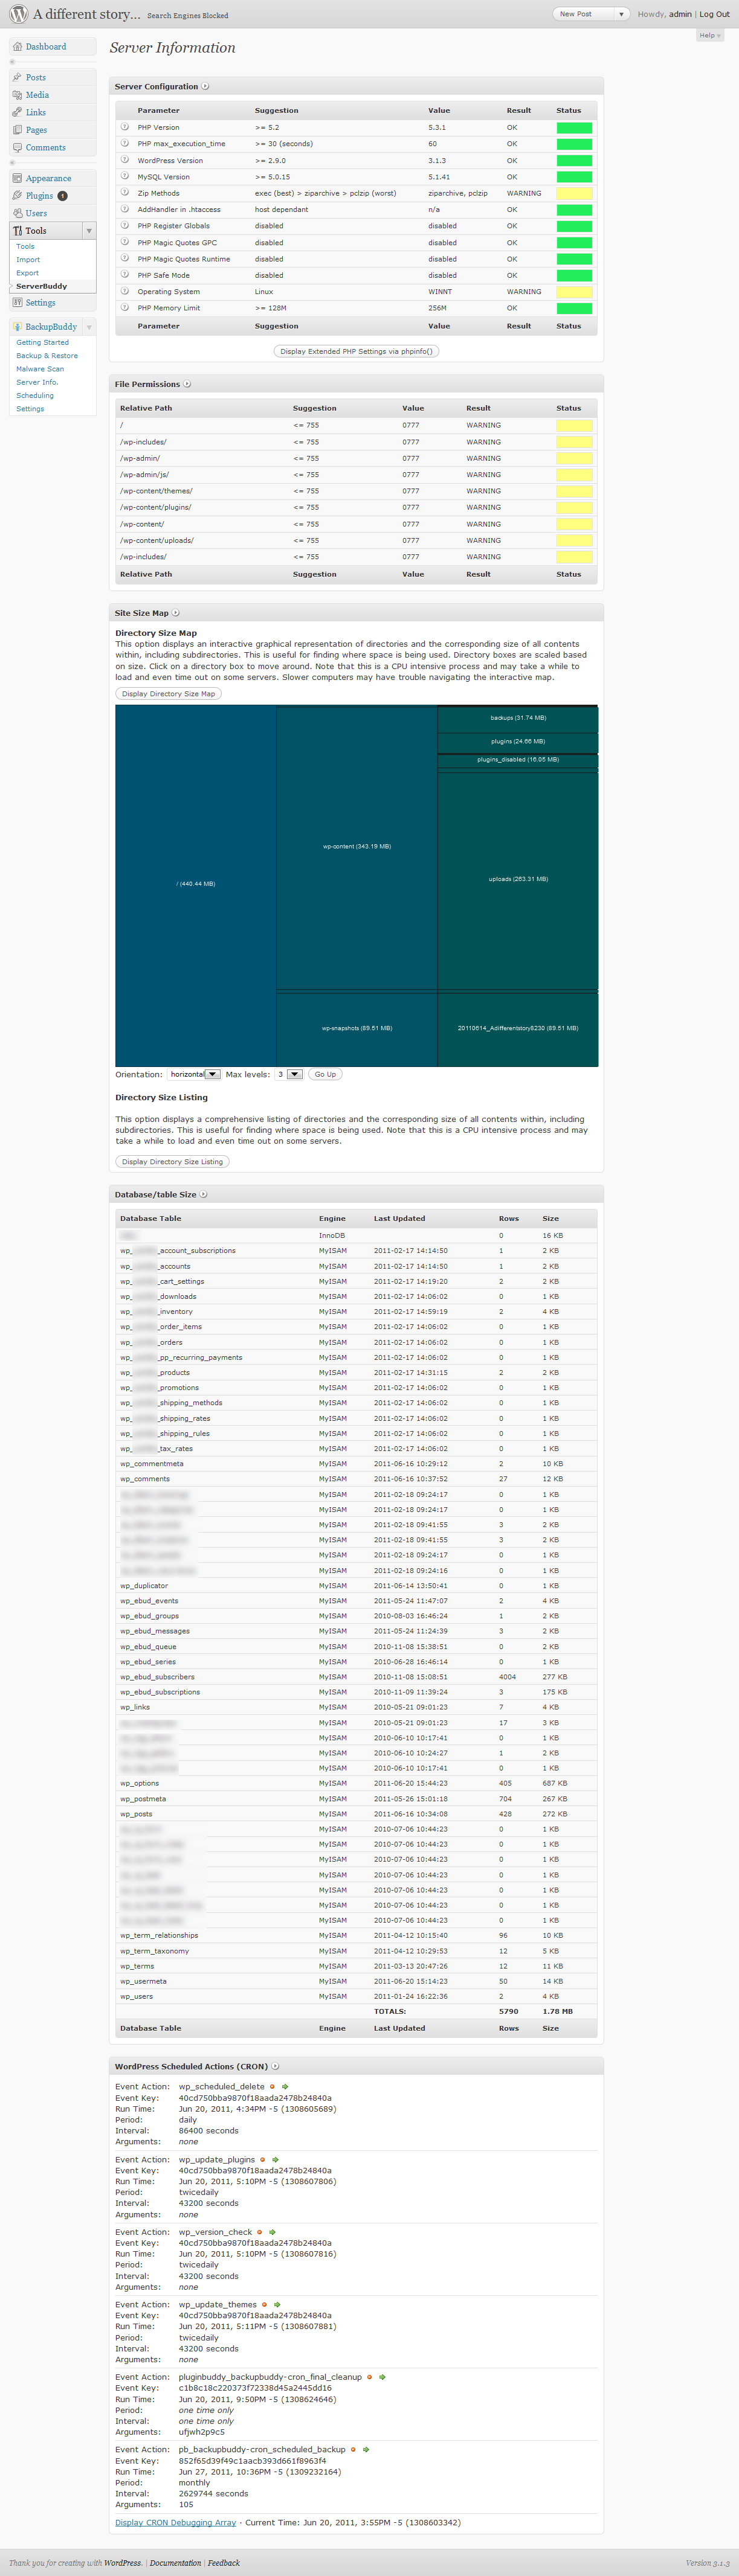 A different story... Search Engines Blocked New Post Howdy, admin | Log Out
Help
Dashboard
Posts
Media
Links
Pages
Comments
Appearance
Plugins 1
Users
Tools
Tools
Import
Export
ServerBuddy
Settings
BackupBuddy
Getting Started
Backup & Restore
Malware Scan
Server Info.
Scheduling
Settings
Server Information
Server Configuration
Parameter Suggestion Value Result Status
PHP Version >= 5.2 5.3.1 OK
PHP max_execution_time >= 30 (seconds) 60 OK
WordPress Version >= 2.9.0 3.1.3 OK
MySQL Version >= 5.0.15 5.1.41 OK
Zip Methods exec (best) > ziparchive > pclzip (worst) ziparchive, pclzip WARNING
AddHandler in .htaccess host dependant n/a OK
PHP Register Globals disabled disabled OK
PHP Magic Quotes GPC disabled disabled OK
PHP Magic Quotes Runtime disabled disabled OK
PHP Safe Mode disabled disabled OK
Operating System Linux WINNT WARNING
PHP Memory Limit >= 128M 256M OK
Parameter Suggestion Value Result Status
Display Extended PHP Settings via phpinfo()
File Permissions
Relative Path Suggestion Value Result Status
/ <= 755 0777 WARNING
/wp-includes/ <= 755 0777 WARNING
/wp-admin/ <= 755 0777 WARNING
/wp-admin/js/ <= 755 0777 WARNING
/wp-content/themes/ <= 755 0777 WARNING
/wp-content/plugins/ <= 755 0777 WARNING
/wp-content/ <= 755 0777 WARNING
/wp-content/uploads/ <= 755 0777 WARNING
/wp-includes/ <= 755 0777 WARNING
Relative Path Suggestion Value Result Status
Site Size Map
Directory Size Map
This option displays an interactive graphical representation of directories and the corresponding size of all contents
within, including subdirectories. This is useful for finding where space is being used. Directory boxes are scaled based
on size. Click on a directory box to move around. Note that this is a CPU intensive process and may take a while to
load and even time out on some servers. Slower computers may have trouble navigating the interactive map.
Display Directory Size Map
backups (31.74 MB)
plugins (24.66 MB)
plugins_disabled (16.05 MB)
wp-content (343.19 MB)
uploads (263.31 MB)
/ (440.44 MB)
wp-snapshots (89.51 MB)
20110614_Adifferentstory8230 (89.51 MB)
Orientation: horizontal Max levels: 3 Go Up
Directory Size Listing
This option displays a comprehensive listing of directories and the corresponding size of all contents within, including
subdirectories. This is useful for finding where space is being used. Note that this is a CPU intensive process and may
take a while to load and even time out on some servers.
Display Directory Size Listing
Database/table Size
Database Table Engine Last Updated Rows Size
InnoDB 0 16 KB
wp_ _account_subscriptions MyISAM 2011-02-17 14:14:50 1 2 KB
wp_ _accounts MyISAM 2011-02-17 14:14:50 1 2 KB
wp_ _cart_settings MyISAM 2011-02-17 14:19:20 2 2 KB
wp_ _downloads MyISAM 2011-02-17 14:06:02 0 1 KB
wp_ _inventory MyISAM 2011-02-17 14:59:19 2 4 KB
wp_ _order_items MyISAM 2011-02-17 14:06:02 0 1 KB
wp_ _orders MyISAM 2011-02-17 14:06:02 0 1 KB
wp_ _pp_recurring_payments MyISAM 2011-02-17 14:06:02 0 1 KB
wp_ _products MyISAM 2011-02-17 14:31:15 2 2 KB
wp_ _promotions MyISAM 2011-02-17 14:06:02 0 1 KB
wp_ _shipping_methods MyISAM 2011-02-17 14:06:02 0 1 KB
wp_ _shipping_rates MyISAM 2011-02-17 14:06:02 0 1 KB
wp_ _shipping_rules MyISAM 2011-02-17 14:06:02 0 1 KB
wp_ _tax_rates MyISAM 2011-02-17 14:06:02 0 1 KB
wp_commentmeta MyISAM 2011-06-16 10:29:12 2 10 KB
wp_comments MyISAM 2011-06-16 10:37:52 27 12 KB
MyISAM 2011-02-18 09:24:17 0 1 KB
MyISAM 2011-02-18 09:24:17 0 1 KB
MyISAM 2011-02-18 09:41:55 3 2 KB
MyISAM 2011-02-18 09:41:55 3 2 KB
MyISAM 2011-02-18 09:24:17 0 1 KB
MyISAM 2011-02-18 09:24:16 0 1 KB
wp_duplicator MyISAM 2011-06-14 13:50:41 0 1 KB
wp_ebud_events MyISAM 2011-05-24 11:47:07 2 4 KB
wp_ebud_groups MyISAM 2010-08-03 16:46:24 1 2 KB
wp_ebud_messages MyISAM 2011-05-24 11:24:39 3 2 KB
wp_ebud_queue MyISAM 2010-11-08 15:38:51 0 2 KB
wp_ebud_series MyISAM 2010-06-28 16:46:14 0 1 KB
wp_ebud_subscribers MyISAM 2010-11-08 15:08:51 4004 277 KB
wp_ebud_subscriptions MyISAM 2010-11-09 11:39:24 3 175 KB
wp_links MyISAM 2010-05-21 09:01:23 7 4 KB
MyISAM 2010-05-21 09:01:23 17 3 KB
MyISAM 2010-06-10 10:17:41 0 1 KB
MyISAM 2010-06-10 10:24:27 1 2 KB
MyISAM 2010-06-10 10:17:41 0 1 KB
wp_options MyISAM 2011-06-20 15:44:23 405 687 KB
wp_postmeta MyISAM 2011-05-26 15:01:18 704 267 KB
wp_posts MyISAM 2011-06-16 10:34:08 428 272 KB
MyISAM 2010-07-06 10:44:23 0 1 KB
MyISAM 2010-07-06 10:44:23 0 1 KB
MyISAM 2010-07-06 10:44:23 0 1 KB
MyISAM 2010-07-06 10:44:23 0 1 KB
MyISAM 2010-07-06 10:44:23 0 1 KB
MyISAM 2010-07-06 10:44:23 0 1 KB
MyISAM 2010-07-06 10:44:23 0 1 KB
wp_term_relationships MyISAM 2011-04-12 10:15:40 96 10 KB
wp_term_taxonomy MyISAM 2011-04-12 10:29:53 12 5 KB
wp_terms MyISAM 2011-03-13 20:47:26 12 11 KB
wp_usermeta MyISAM 2011-06-20 15:14:23 50 14 KB
wp_users MyISAM 2011-01-24 16:22:36 2 4 KB
TOTALS: 5790 1.78 MB
Database Table Engine Last Updated Rows Size
WordPress Scheduled Actions (CRON)
Event Action: wp_scheduled_delete
Event Key: 40cd750bba9870f18aada2478b24840a
Run Time: Jun 20, 2011, 4:34PM -5 (1308605689)
Period: daily
Interval: 86400 seconds
Arguments: none
Event Action: wp_update_plugins
Event Key: 40cd750bba9870f18aada2478b24840a
Run Time: Jun 20, 2011, 5:10PM -5 (1308607806)
Period: twicedaily
Interval: 43200 seconds
Arguments: none
Event Action: wp_version_check
Event Key: 40cd750bba9870f18aada2478b24840a
Run Time: Jun 20, 2011, 5:10PM -5 (1308607816)
Period: twicedaily
Interval: 43200 seconds
Arguments: none
Event Action: wp_update_themes
Event Key: 40cd750bba9870f18aada2478b24840a
Run Time: Jun 20, 2011, 5:11PM -5 (1308607881)
Period: twicedaily
Interval: 43200 seconds
Arguments: none
Event Action: pluginbuddy_backupbuddy-cron_final_cleanup
Event Key: c1b8c18c220373f72338d45a2445dd16
Run Time: Jun 20, 2011, 9:50PM -5 (1308624646)
Period: one time only
Interval: one time only
Arguments: ufjwh2p9c5
Event Action: pb_backupbuddy-cron_scheduled_backup
Event Key: 852f65d39f49c1aacb393d661f8963f4
Run Time: Jun 27, 2011, 10:36PM -5 (1309232164)
Period: monthly
Interval: 2629744 seconds
Arguments: 105
Display CRON Debugging Array - Current Time: Jun 20, 2011, 3:55PM -5 (1308603342)
Thank you for creating with WordPress. | Documentation | Feedback Version 3.1.3